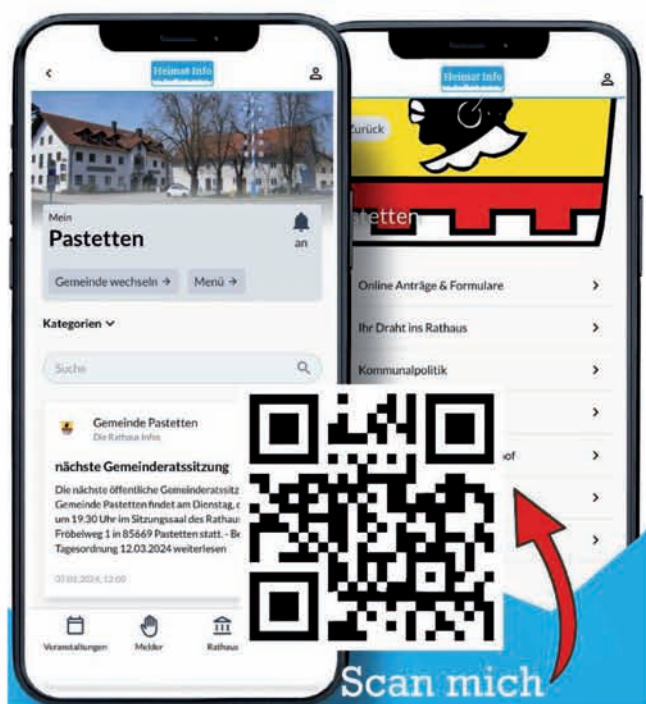 Heimat Info
Mein
Pastetten
an
Gemeinde wechseln →
Menü →
Kategorien
Suche
Gemeinde Pastetten
Die Rathaus Infos
nächste Gemeinderatssitzung
Die nächste öffentliche Gemeinderatssitz
Gemeinde Pastetten findet am Dienstag,
um 19.30 Uhr im Sitzungssaal des Rathau
Fröbelweg 1 in 85669 Pastetten statt. - Be
Tagesordnung 12.03.2024 weiterlesen
Veranstaltungen
Melder
Rathaus
Heimat Info
Zurück
stetten
Online Anträge & Formulare
Ihr Draht ins Rathaus
Kommunalpolitik
of
Scan mich